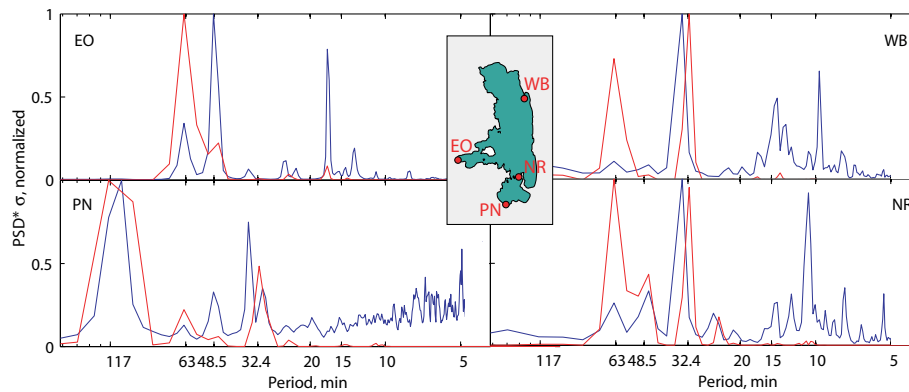 1
EO
WB
WB
0.5
EO
NR
PN
0
PN
NR
0.5
0
117
63
48.5
32.4
20
15
10
5
117
63
48.5
32.4
20
15
10
5
Period, min
Period, min
PSD* σ, normalized